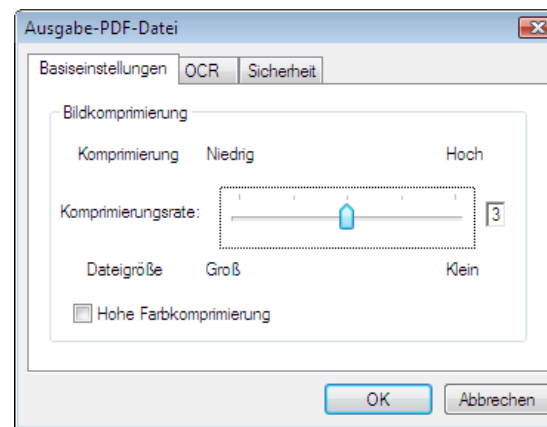 Ausgabe-PDF-Datei
Basiseinstellungen OCR Sicherheit
Bildkomprimierung
Komprimierung Niedrig Hoch
Komprimierungsrate: 3
Dateigröße Groß Klein
Hohe Farbkomprimierung
OK Abbrechen